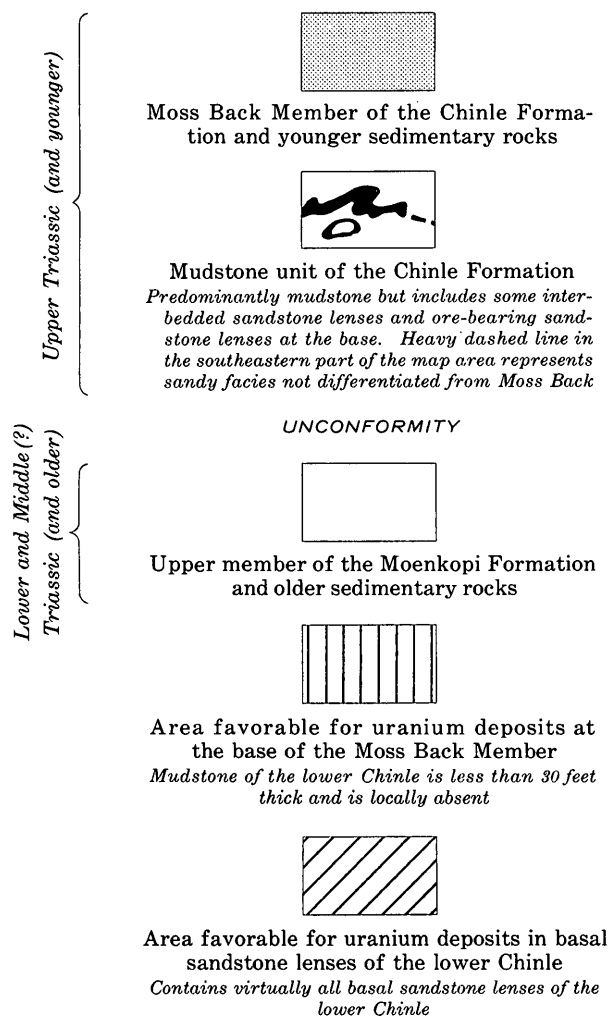 Upper Triassic (and younger)
Moss Back Member of the Chinle Forma-
tion and younger sedimentary rocks
Mudstone unit of the Chinle Formation
Predominantly mudstone but includes some inter-
bedded sandstone lenses and ore-bearing sand-
stone lenses at the base. Heavy dashed line in
the southeastern part of the map area represents
sandy facies not differentiated from Moss Back
UNCONFORMITY
Lower and Middle(?)
Triassic (and older)
Upper member of the Moenkopi Formation
and older sedimentary rocks
Area favorable for uranium deposits at
the base of the Moss Back Member
Mudstone of the lower Chinle is less than 30 feet
thick and is locally absent
Area favorable for uranium deposits in basal
sandstone lenses of the lower Chinle
Contains virtually all basal sandstone lenses of the
lower Chinle